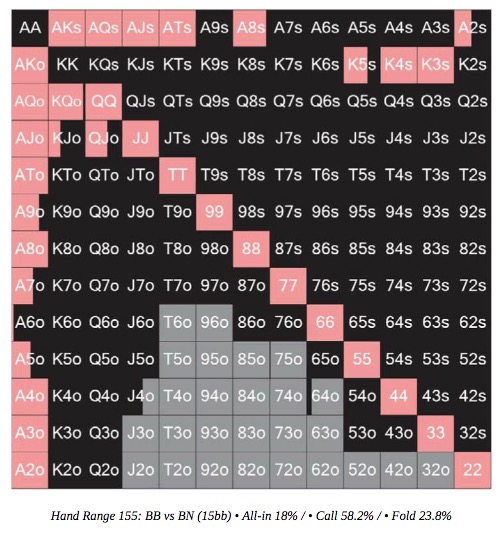 AA AKs AQs AJs ATs A9s A8s A7s A6s A5s A4s A3s A2s
AKo KK KQs KJs KTs K9s K8s K7s K6s K5s K4s K3s K2s
AQo KQo QQ QJs QTs Q9s Q8s Q7s Q6s Q5s Q4s Q3s Q2s
AJo KJo QJo JJ JTs J9s J8s J7s J6s J5s J4s J3s J2s
ATo KTo QTo JTo TT T9s T8s T7s T6s T5s T4s T3s T2s
A9o K9o Q9o J9o T9o 99 98s 97s 96s 95s 94s 93s 92s
A8o K8o Q8o J8o T8o 98o 88 87s 86s 85s 84s 83s 82s
A7o K7o Q7o J7o T7o 97o 87o 77 76s 75s 74s 73s 72s
A6o K6o Q6o J6o T6o 96o 86o 76o 66 65s 64s 63s 62s
A5o K5o Q5o J5o T5o 95o 85o 75o 65o 55 54s 53s 52s
A4o K4o Q4o J4o T4o 94o 84o 74o 64o 54o 44 43s 42s
A3o K3o Q3o J3o T3o 93o 83o 73o 63o 53o 43o 33 32s
A2o K2o Q2o J2o T2o 92o 82o 72o 62o 52o 42o 32o 22
Hand Range 155: BB vs BN (15bb) • All-in 18% / • Call 58.2% / • Fold 23.8%